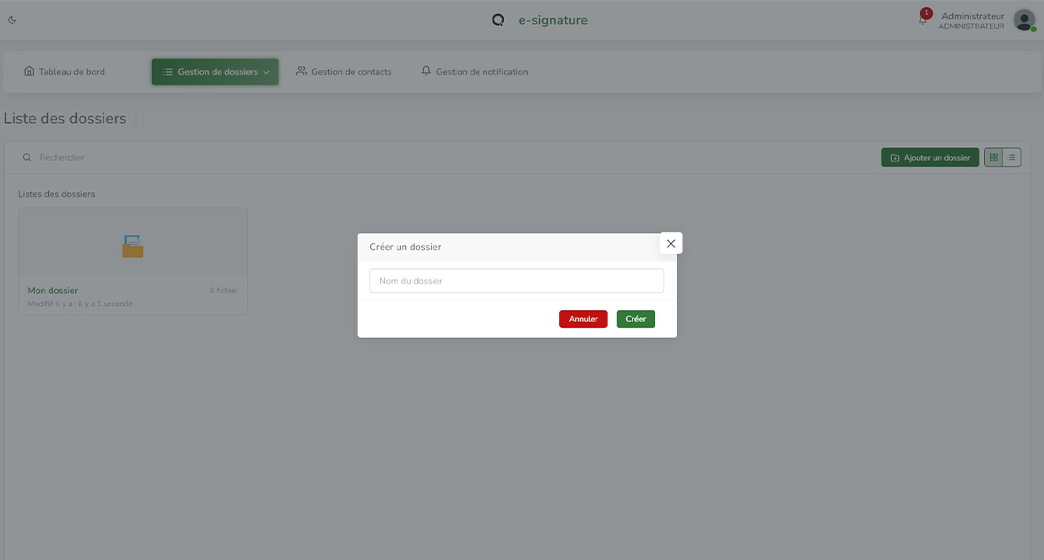 e-signature
1
Administrateur
ADMINISTRATEUR
Tableau de bord
Gestion de dossiers
Gestion de contacts
Gestion de notification
Liste des dossiers
Rechercher
Ajouter un dossier
Listes des dossiers
Mon dossier
0 fichier
Modifié il y a : il y a 1 seconde
Créer un dossier
Nom du dossier
Annuler
Créer